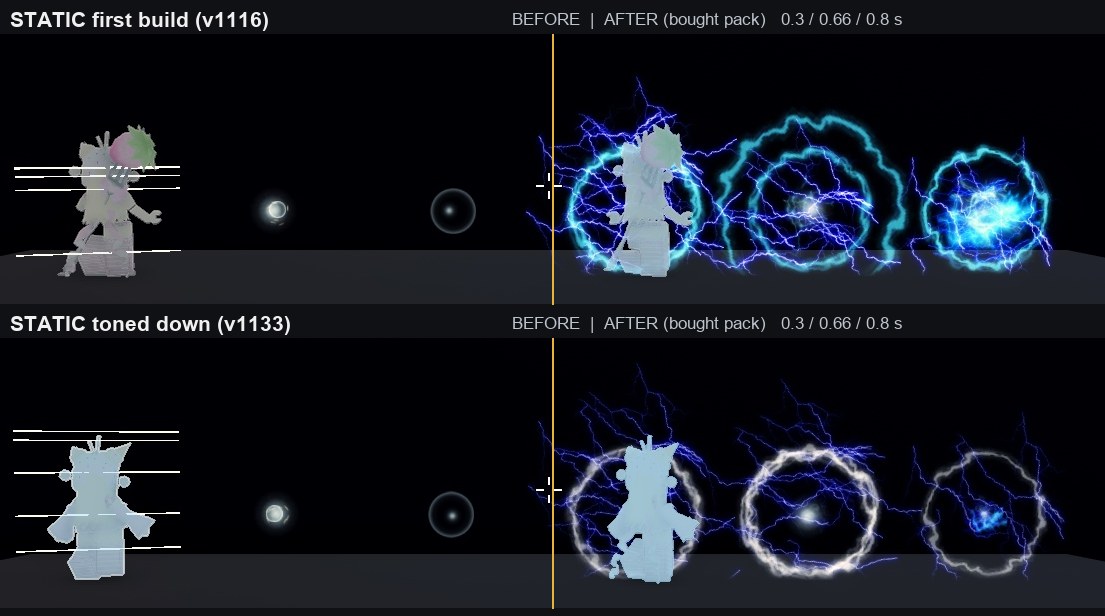 STATIC first build (v1116)
BEFORE | AFTER (bought pack) 0.3 / 0.66 / 0.8 s
STATIC toned down (v1133)
BEFORE | AFTER (bought pack) 0.3 / 0.66 / 0.8 s